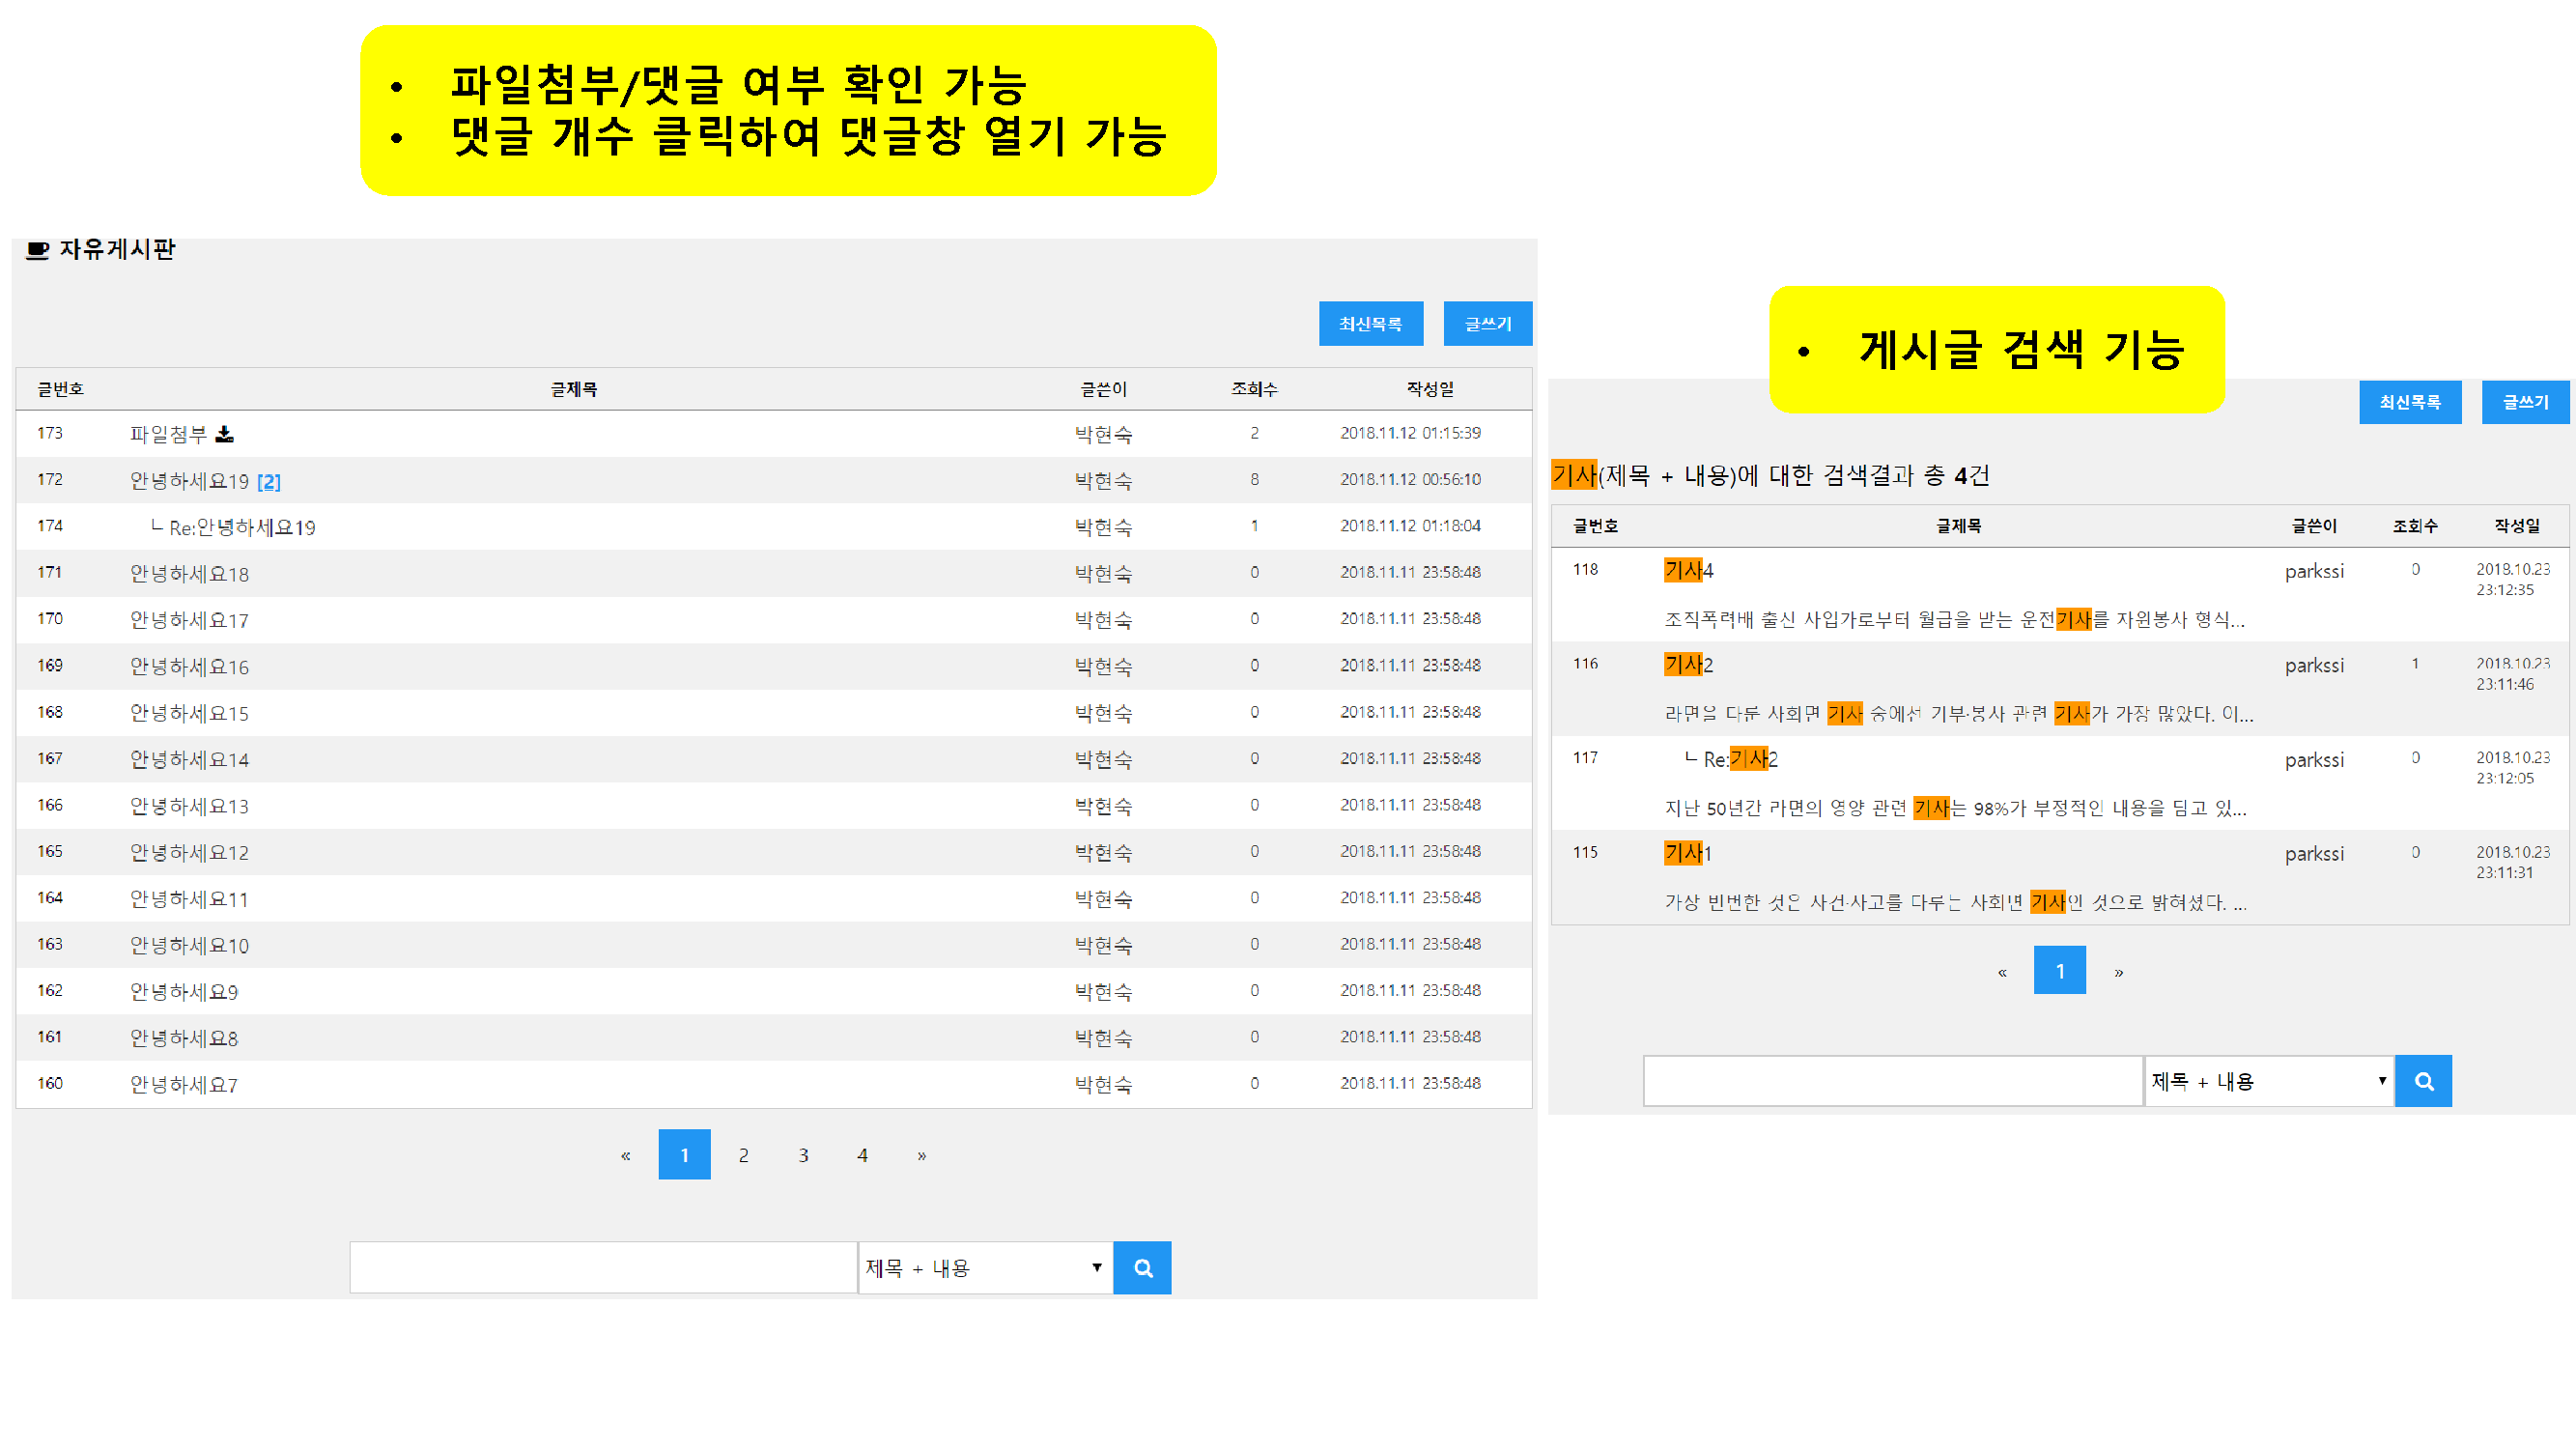 • 파일첨부/댓글 여부 확인 가능
• 댓글 개수 클릭하여 댓글창 열기 가능
자유게시판
최신목록 글쓰기
글번호 글제목 글쓴이 조회수 작성일
173 파일첨부 박현숙 2 2018.11.12 01:15:39
172 안녕하세요19 [2] 박현숙 8 2018.11.12 00:56:10
174 ㄴ Re:안녕하세요19 박현숙 1 2018.11.12 01:18:04
171 안녕하세요18 박현숙 0 2018.11.11 23:58:48
170 안녕하세요17 박현숙 0 2018.11.11 23:58:48
169 안녕하세요16 박현숙 0 2018.11.11 23:58:48
168 안녕하세요15 박현숙 0 2018.11.11 23:58:48
167 안녕하세요14 박현숙 0 2018.11.11 23:58:48
166 안녕하세요13 박현숙 0 2018.11.11 23:58:48
165 안녕하세요12 박현숙 0 2018.11.11 23:58:48
164 안녕하세요11 박현숙 0 2018.11.11 23:58:48
163 안녕하세요10 박현숙 0 2018.11.11 23:58:48
162 안녕하세요9 박현숙 0 2018.11.11 23:58:48
161 안녕하세요8 박현숙 0 2018.11.11 23:58:48
160 안녕하세요7 박현숙 0 2018.11.11 23:58:48
« 1 2 3 4 »
제목 + 내용
• 게시글 검색 기능
최신목록 글쓰기
기사(제목 + 내용)에 대한 검색결과 총 4건
글번호 글제목 글쓴이 조회수 작성일
118 기사4 parkssi 0 2018.10.23
23:12:35
조직폭력배 출신 사업가로부터 월급을 받는 운전기사를 자원봉사 형식...
116 기사2 parkssi 1 2018.10.23
23:11:46
라면을 다룬 사회면 기사 중에선 기부·봉사 관련 기사가 가장 많았다. 이...
117 ㄴ Re:기사2 parkssi 0 2018.10.23
23:12:05
지난 50년간 라면의 영양 관련 기사는 98%가 부정적인 내용을 담고 있...
115 기사1 parkssi 0 2018.10.23
23:11:31
가장 빈번한 것은 사건·사고를 다루는 사회면 기사인 것으로 밝혀졌다. ...
« 1 »
제목 + 내용